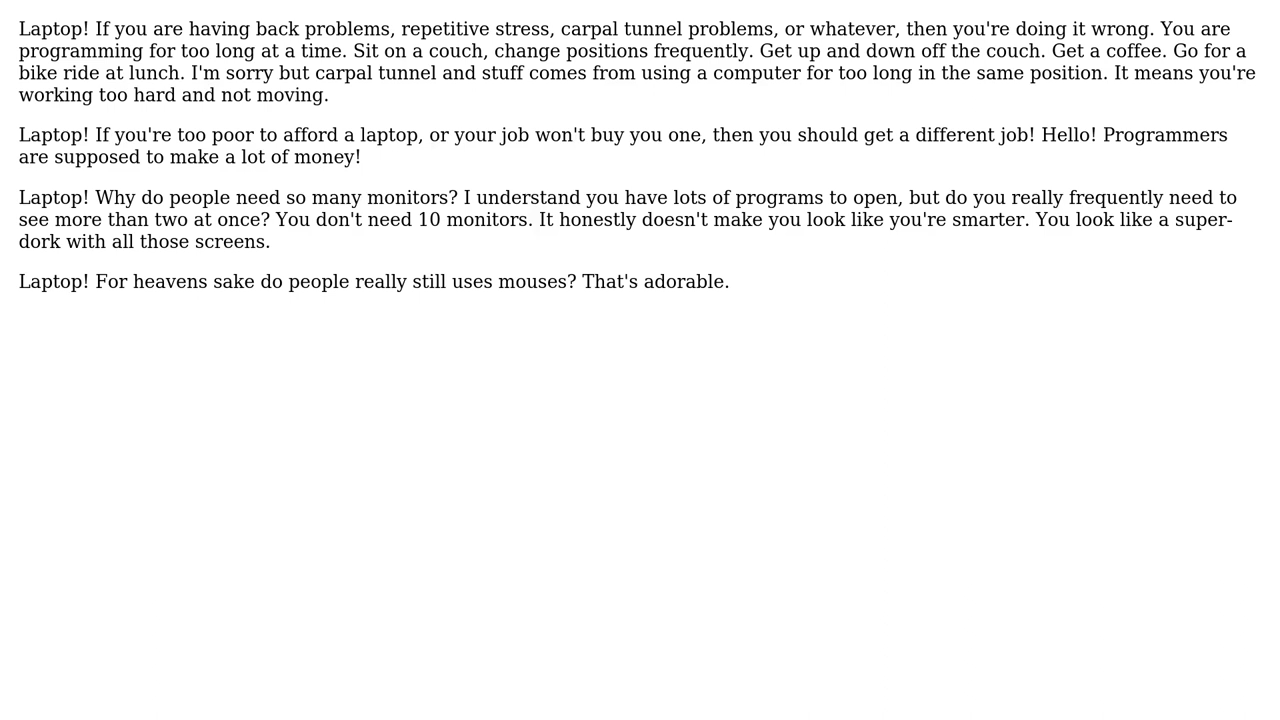 Laptop! If you are having back problems, repetitive stress, carpal tunnel problems, or whatever, then you're doing it wrong. You are
programming for too long at a time. Sit on a couch, change positions frequently. Get up and down off the couch. Get a coffee. Go for a
bike ride at lunch. I'm sorry but carpal tunnel and stuff comes from using a computer for too long in the same position. It means you're
working too hard and not moving.
Laptop! If you're too poor to afford a laptop, or your job won't buy you one, then you should get a different job! Hello! Programmers
are supposed to make a lot of money!
Laptop! Why do people need so many monitors? I understand you have lots of programs to open, but do you really frequently need to
see more than two at once? You don't need 10 monitors. It honestly doesn't make you look like you're smarter. You look like a super-
dork with all those screens.
Laptop! For heavens sake do people really still uses mouses? That's adorable.